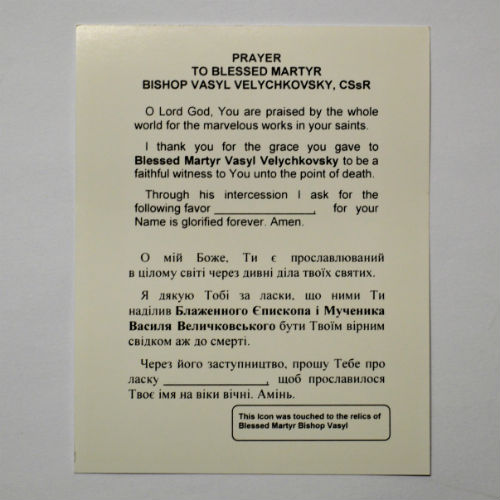 PRAYER
TO BLESSED MARTYR
BISHOP VASYL VELYCHKOVSKY, CSsR
O Lord God, You are praised by the whole
world for the marvelous works in your saints.
I thank you for the grace you gave to
Blessed Martyr Vasyl Velychkovsky to be a
faithful witness to You unto the point of death.
Through his intercession I ask for the
following favor _______________, for your
Name is glorified forever. Amen.
О мій Боже, Ти є прославлюваний
в цілому світі через дивні діла твоїх святих.
Я дякую Тобі за ласки, що ними Ти
наділив Блаженного Єпископа і Мученика
Василя Величковського бути Твоїм вірним
свідком аж до смерті.
Через його заступництво, прошу Тебе про
ласку _______________, щоб прославилося
Твоє імя на віки вічні. Амінь.
This Icon was touched to the relics of
Blessed Martyr Bishop Vasyl